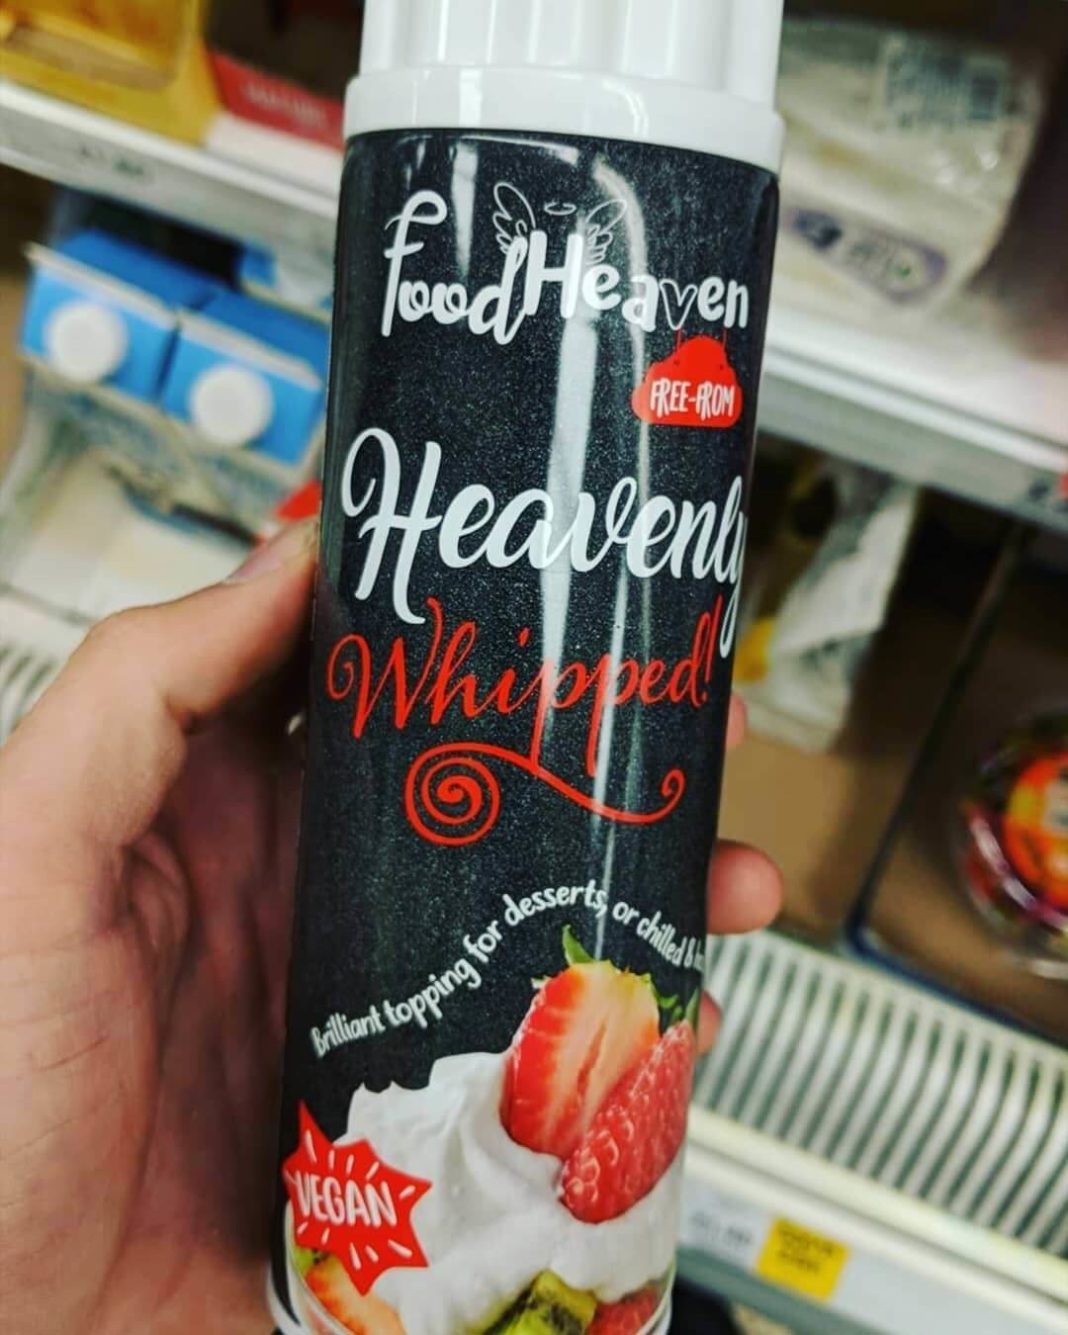 FoodHeaven
FREE-FROM
Heavenly
Whipped!
Brilliant topping for desserts, or chilled &
VEGAN